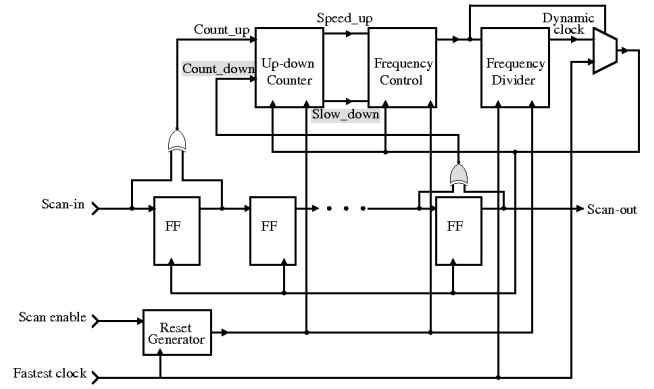 Speed_up
Dynamic
clock
Count_up
Up-down
Counter
Frequency
Control
Frequency
Divider
Count_down
Slow_down
Scan-in
FF
FF
FF
Scan-out
Scan enable
Reset
Generator
Fastest clock